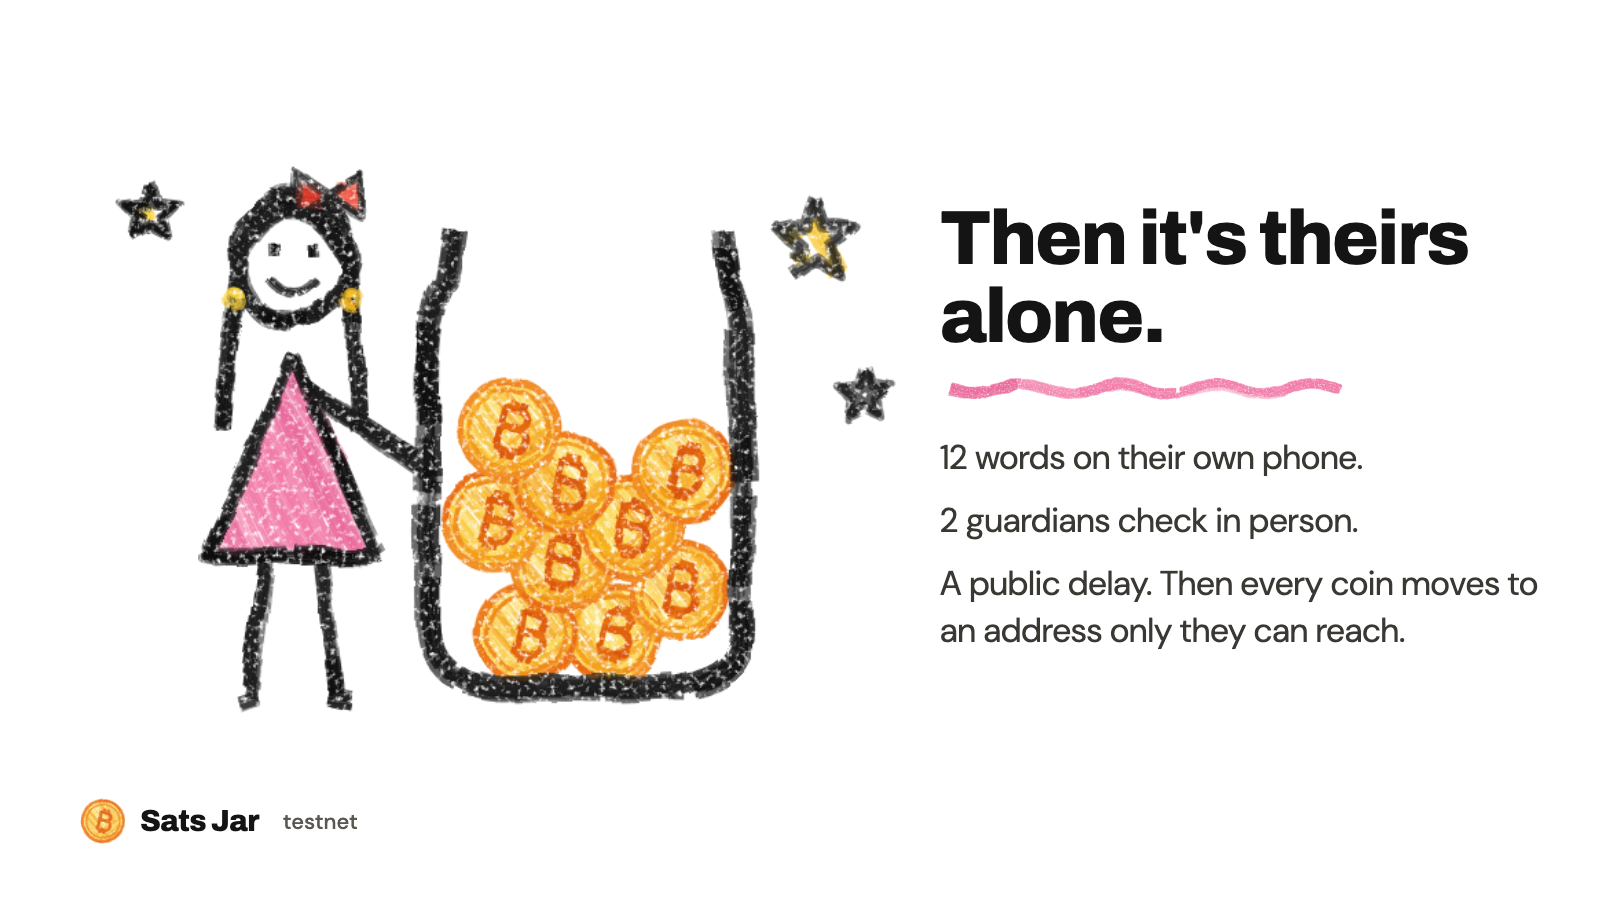 Then it's theirs
alone.
12 words on their own phone.
2 guardians check in person.
A public delay. Then every coin moves to
an address only they can reach.
Sats Jar testnet